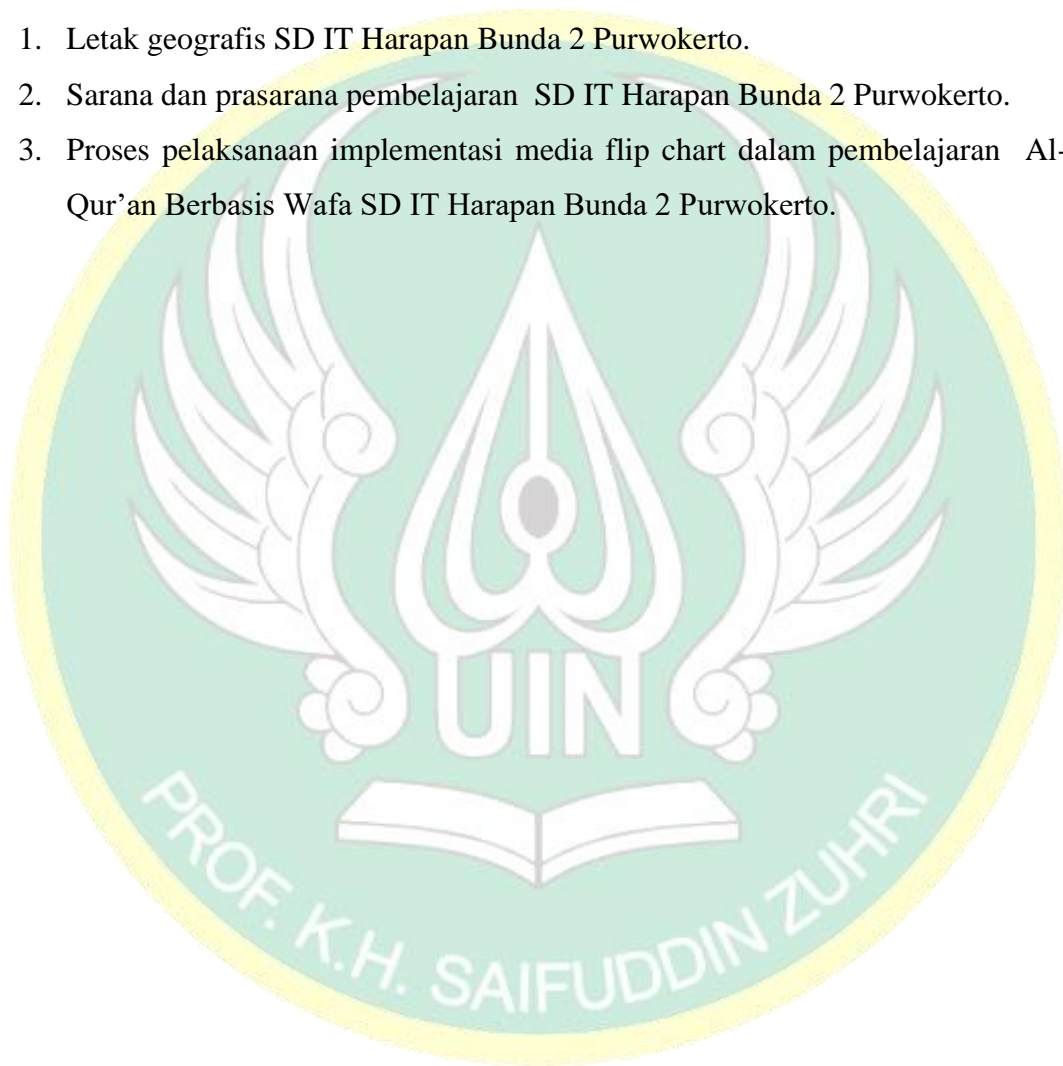 1. Letak geografis SD IT Harapan Bunda 2 Purwokerto.
2. Sarana dan prasarana pembelajaran SD IT Harapan Bunda 2 Purwokerto.
3. Proses pelaksanaan implementasi media flip chart dalam pembelajaran Al-
Qur’an Berbasis Wafa SD IT Harapan Bunda 2 Purwokerto.
UIN
PROF. K.H. SAIFUDDIN ZUHRI